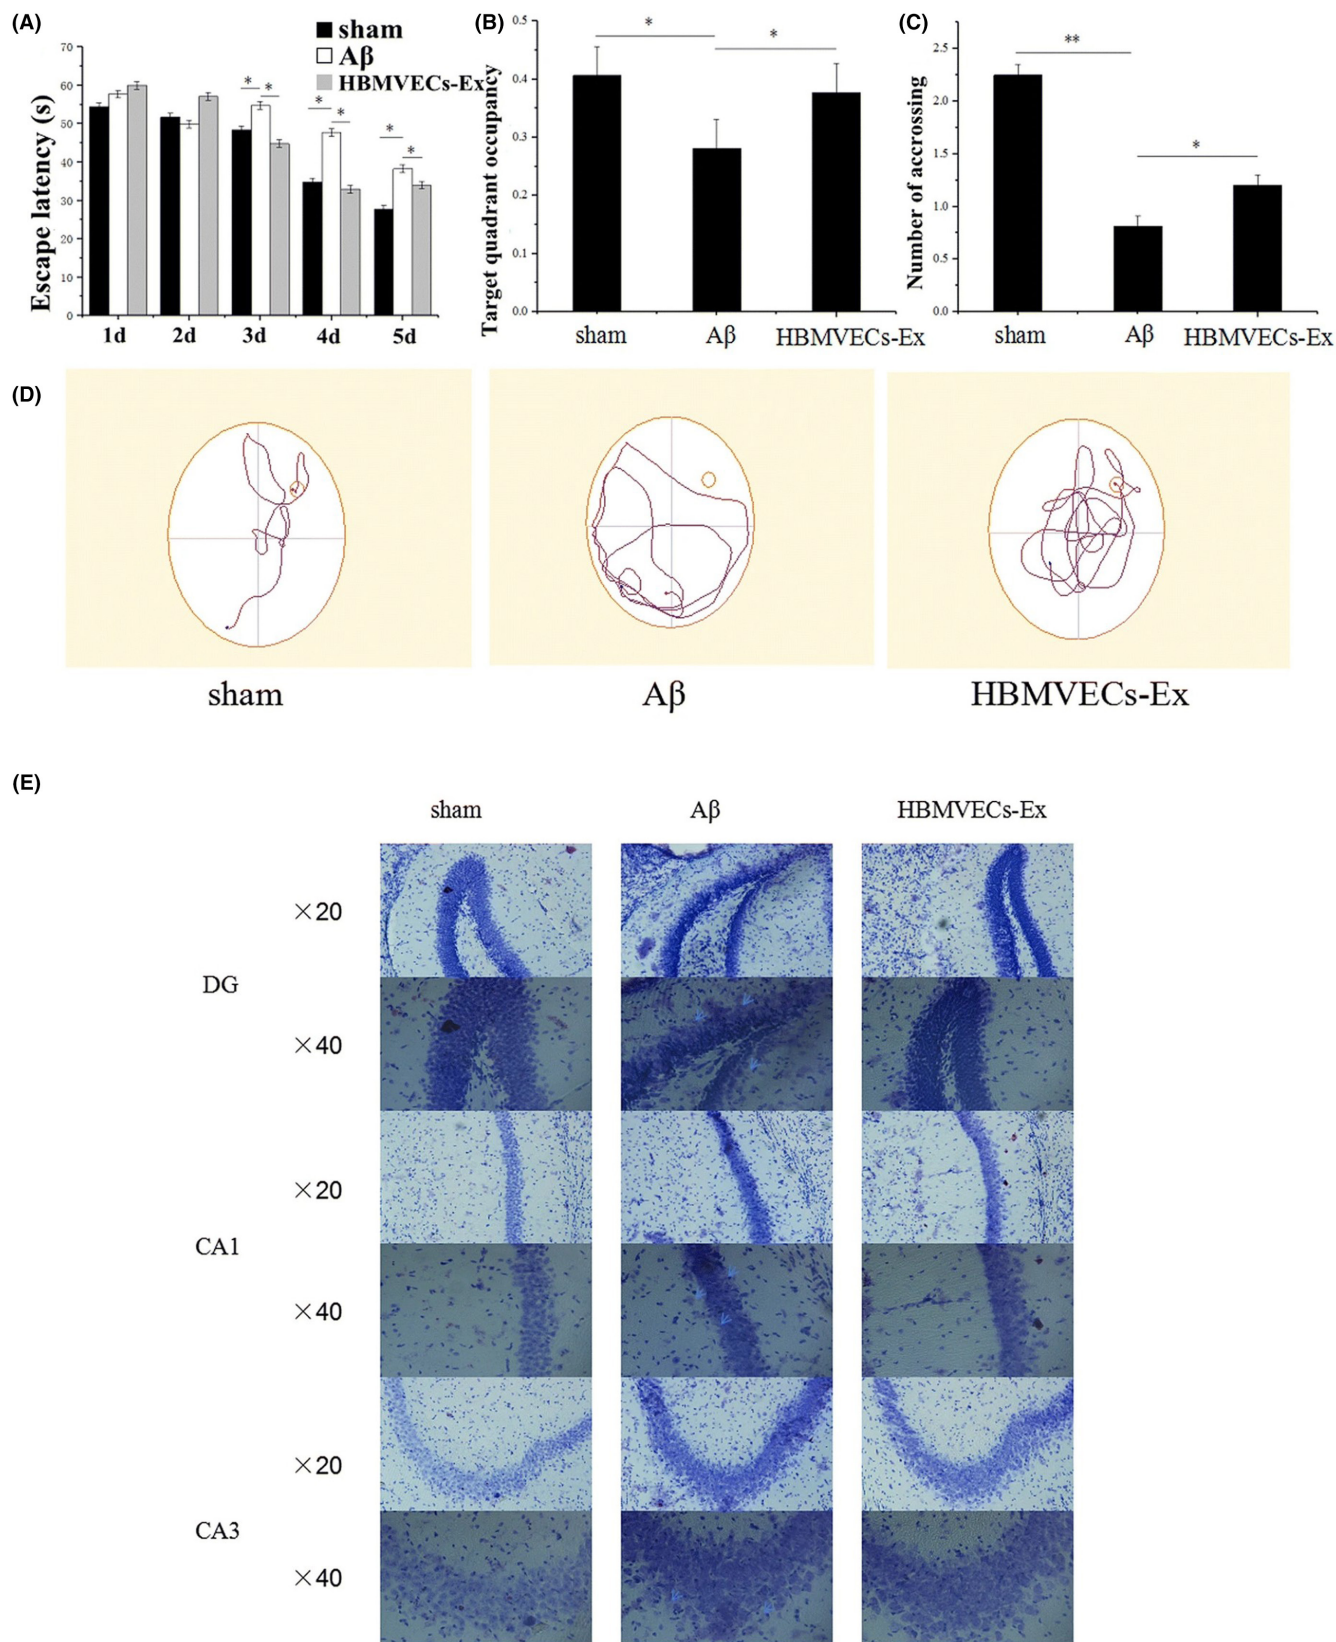 (A)
sham
Aβ
HBMVECs-Ex
Escape latency (s)
70
60
50
40
30
20
10
0
* *
* *
* *
1d 2d 3d 4d 5d
(B)
Target quadrant occupancy
0.5
0.4
0.3
0.2
0.1
0.0
* *
sham Aβ HBMVECs-Ex
(C)
Number of accrossing
2.5
2.0
1.5
1.0
0.5
0.0
**
*
sham Aβ HBMVECs-Ex
(D)
sham Aβ HBMVECs-Ex
(E)
sham Aβ HBMVECs-Ex
×20
DG
×40
×20
CA1
×40
×20
CA3
×40